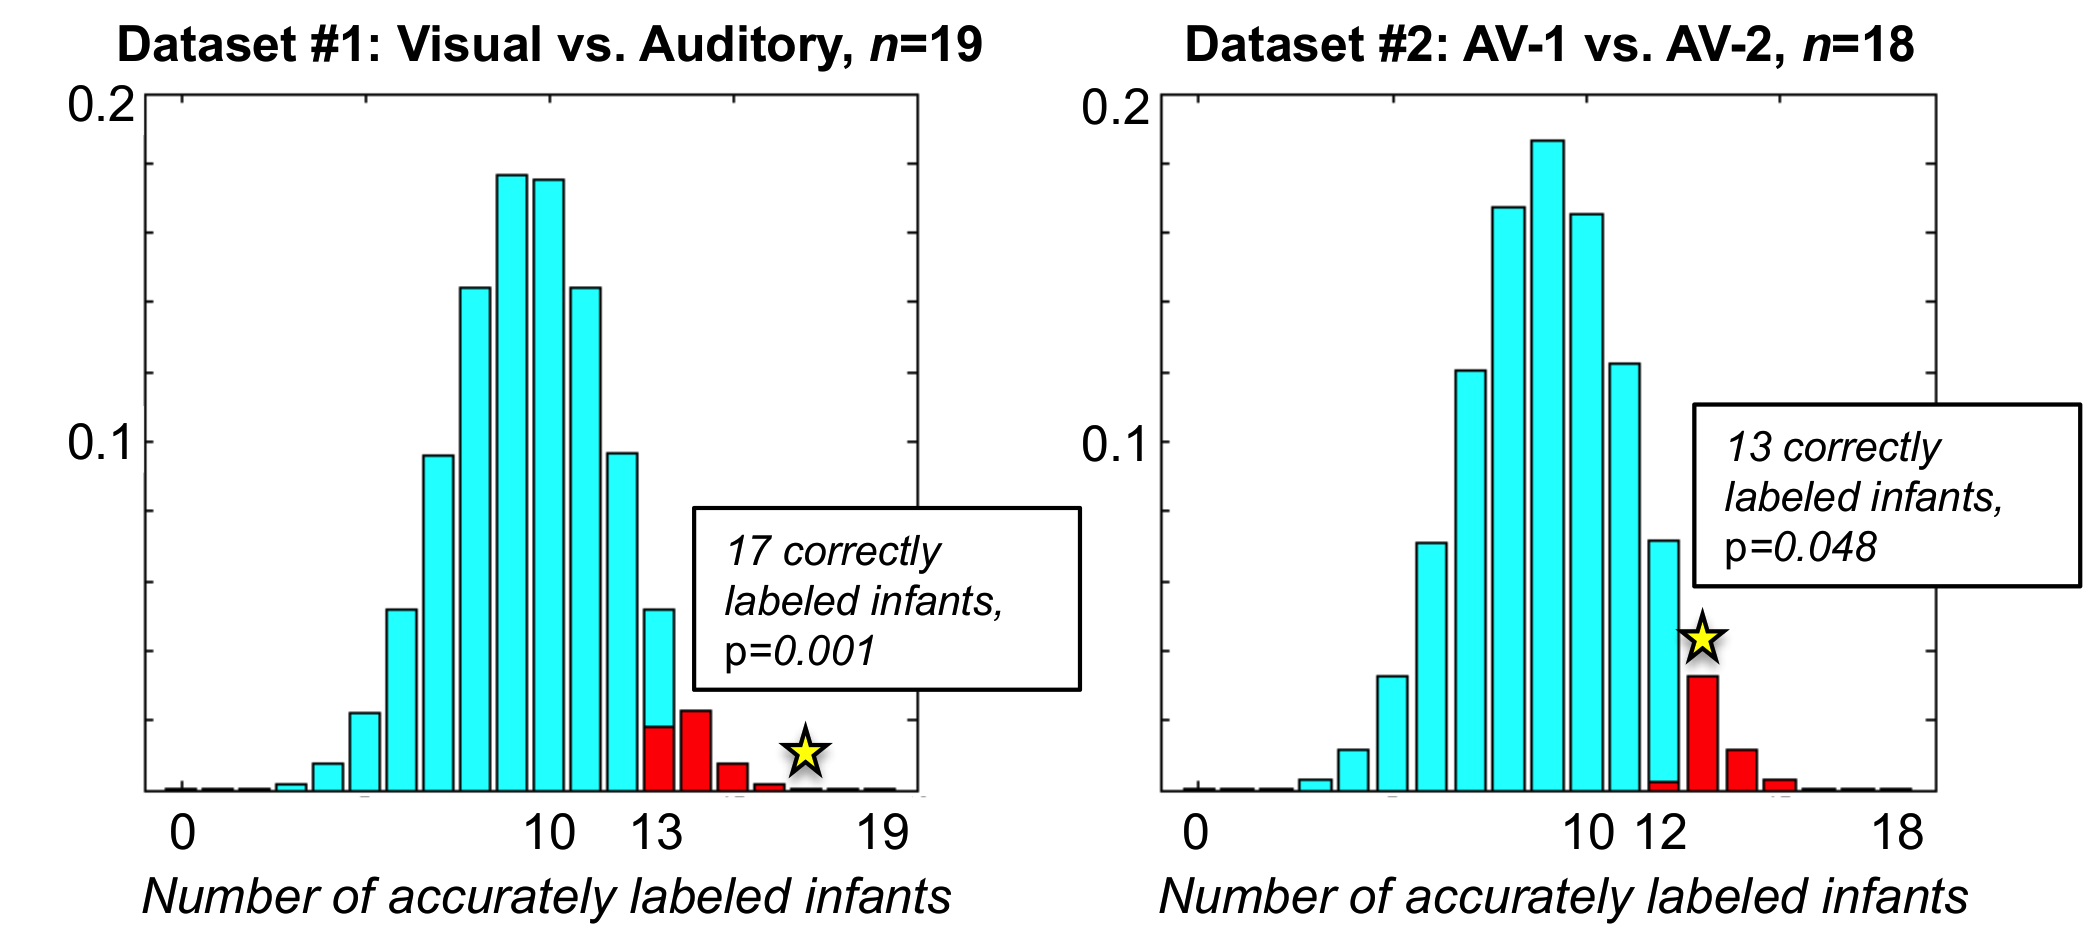 Dataset #1: Visual vs. Auditory, n=19
0.2
0.1
17 correctly
labeled infants,
p=0.001
0 10 13 19
Number of accurately labeled infants
Dataset #2: AV-1 vs. AV-2, n=18
0.2
0.1
13 correctly
labeled infants,
p=0.048
0 10 12 18
Number of accurately labeled infants